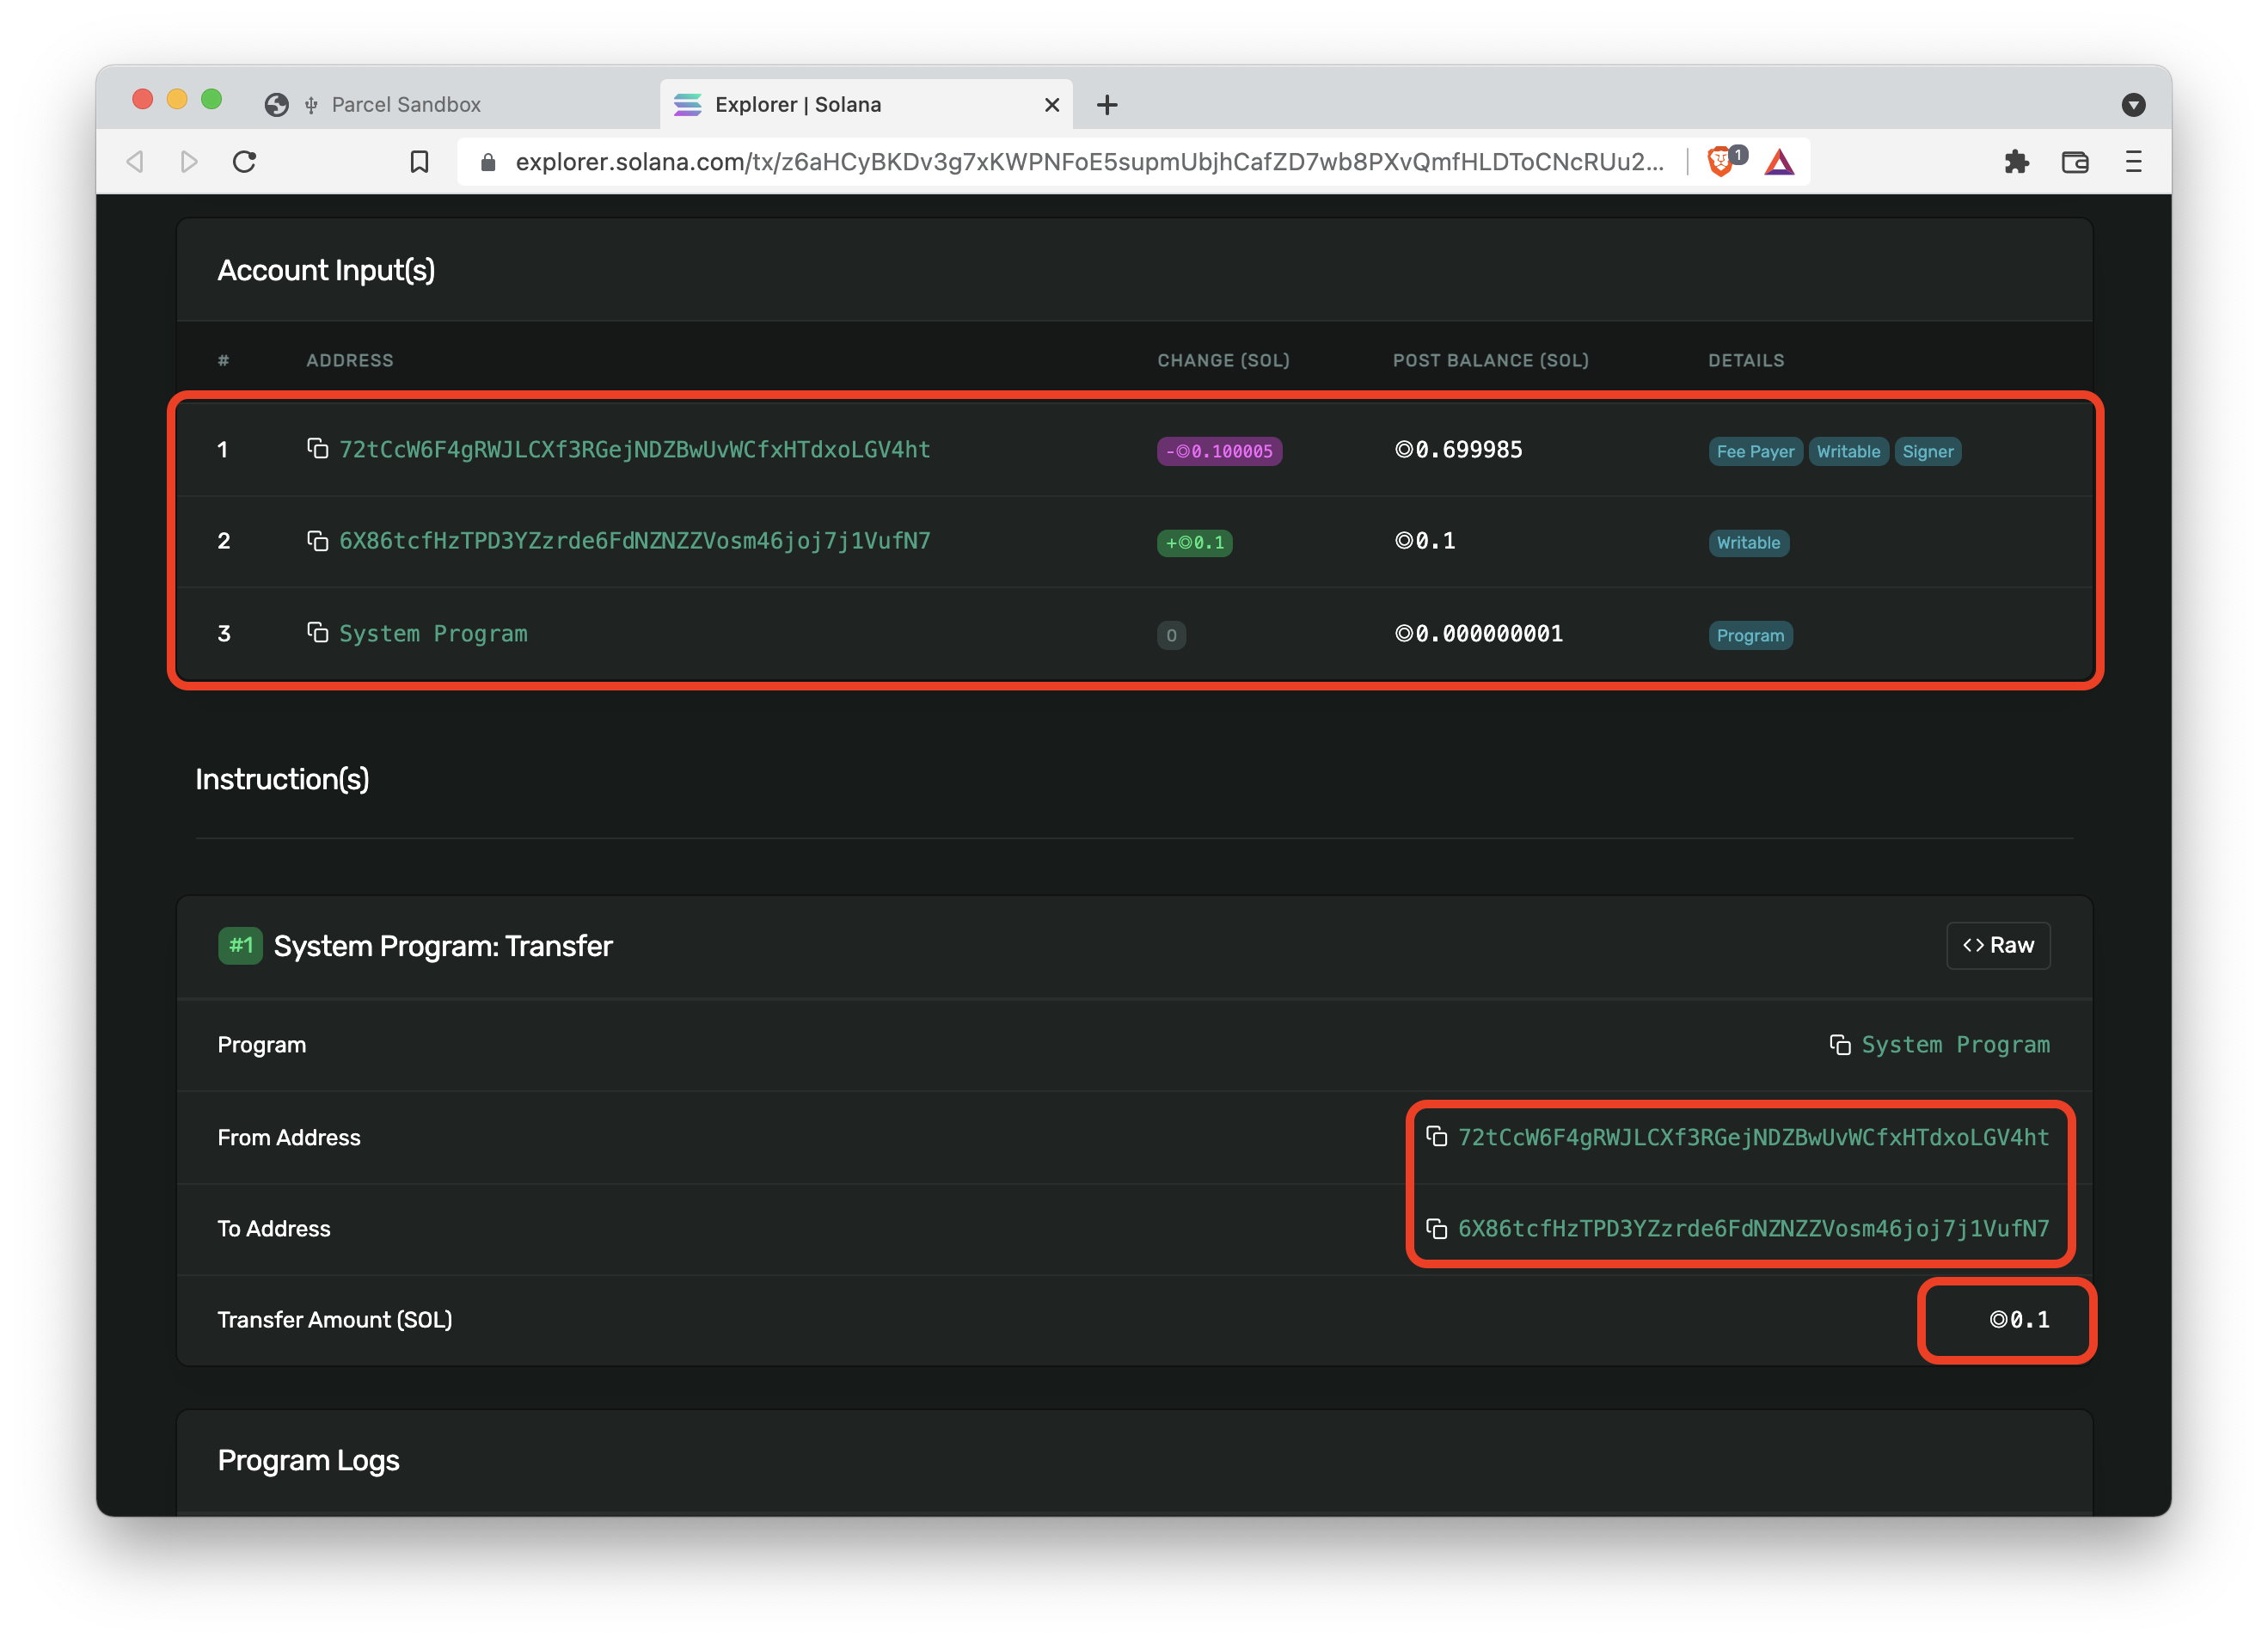 Parcel Sandbox
Explorer | Solana
explorer.solana.com/tx/z6aHCyBKDv3g7xKWPNFoE5supmUbjhCafZD7wb8PXvQmfHLDToCNcRUu2...
1
Account Input(s)
# ADDRESS CHANGE (SOL) POST BALANCE (SOL) DETAILS
1 72tCcW6F4gRWJLCXf3RGejNDZBwUvWCfxHTdxoLGV4ht -◎0.100005 ◎0.699985 Fee Payer Writable Signer
2 6X86tcfHzTPD3YZzrde6FdNZNZZVosm46joj7j1VufN7 +◎0.1 ◎0.1 Writable
3 System Program 0 ◎0.000000001 Program
Instruction(s)
#1 System Program: Transfer <> Raw
Program System Program
From Address 72tCcW6F4gRWJLCXf3RGejNDZBwUvWCfxHTdxoLGV4ht
To Address 6X86tcfHzTPD3YZzrde6FdNZNZZVosm46joj7j1VufN7
Transfer Amount (SOL) ◎0.1
Program Logs